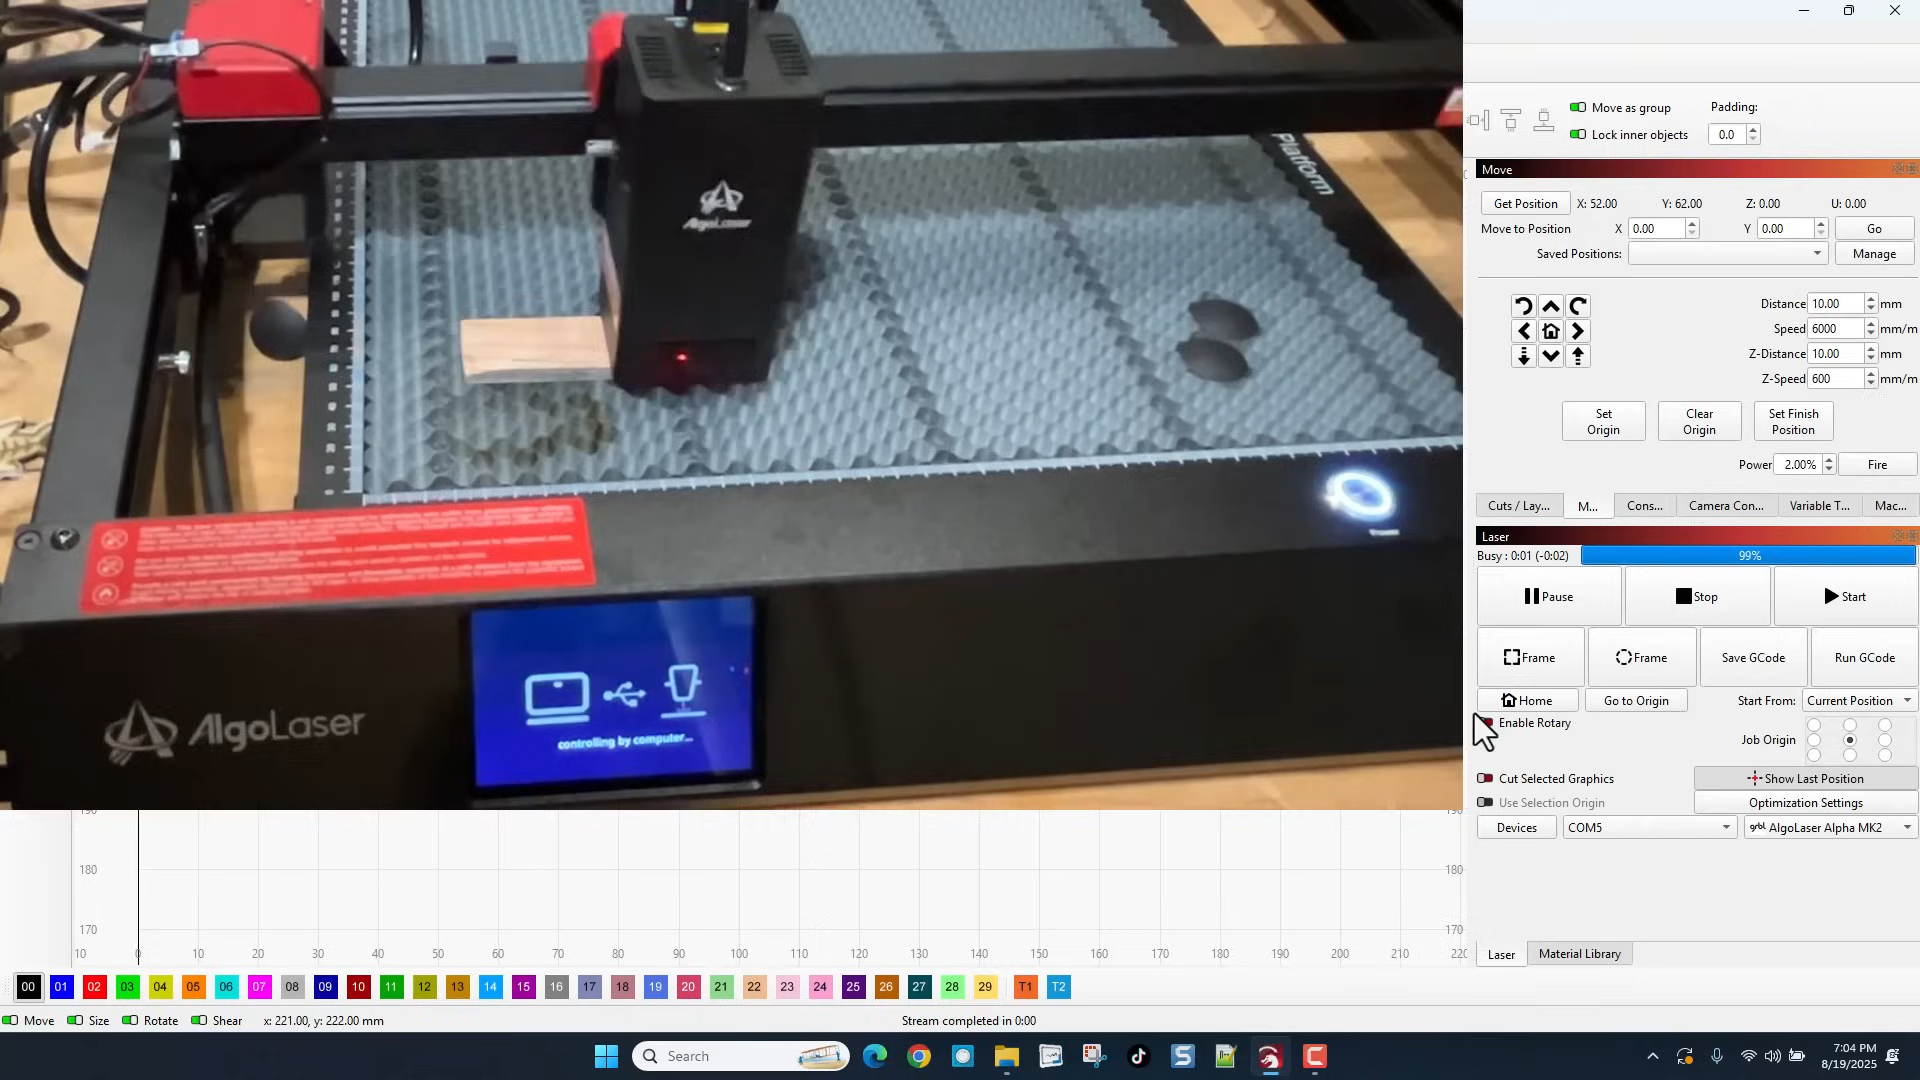 Move as group
Padding:
Lock inner objects
0.0
Move
Get Position
X: 52.00
Y: 62.00
Z: 0.00
U: 0.00
Move to Position
X
0.00
Y
0.00
Go
Saved Positions:
Manage
Distance
10.00
mm
Speed
6000
mm/m
Z-Distance
10.00
mm
Z-Speed
600
mm/m
Set Origin
Clear Origin
Set Finish Position
Power
2.00%
Fire
Cuts / Lay...
M...
Cons...
Camera Con...
Variable T...
Mac...
Laser
Busy : 0:01 (-0:02)
99%
Pause
Stop
Start
Frame
Frame
Save GCode
Run GCode
Home
Go to Origin
Start From:
Current Position
Enable Rotary
Job Origin
Cut Selected Graphics
Show Last Position
Use Selection Origin
Optimization Settings
Devices
COM5
grbl AlgoLaser Alpha MK2
Laser
Material Library
Platform
AlgoLaser
AlgoLaser
controlling by computer...
190
180
180
170
170
10 0 10 20 30 40 50 60 70 80 90 100 110 120 130 140 150 160 170 180 190 200 210 220
00 01 02 03 04 05 06 07 08 09 10 11 12 13 14 15 16 17 18 19 20 21 22 23 24 25 26 27 28 29 T1 T2
Move Size Rotate Shear x: 221.00, y: 222.00 mm
Stream completed in 0:00
Search
7:04 PM
8/19/2025